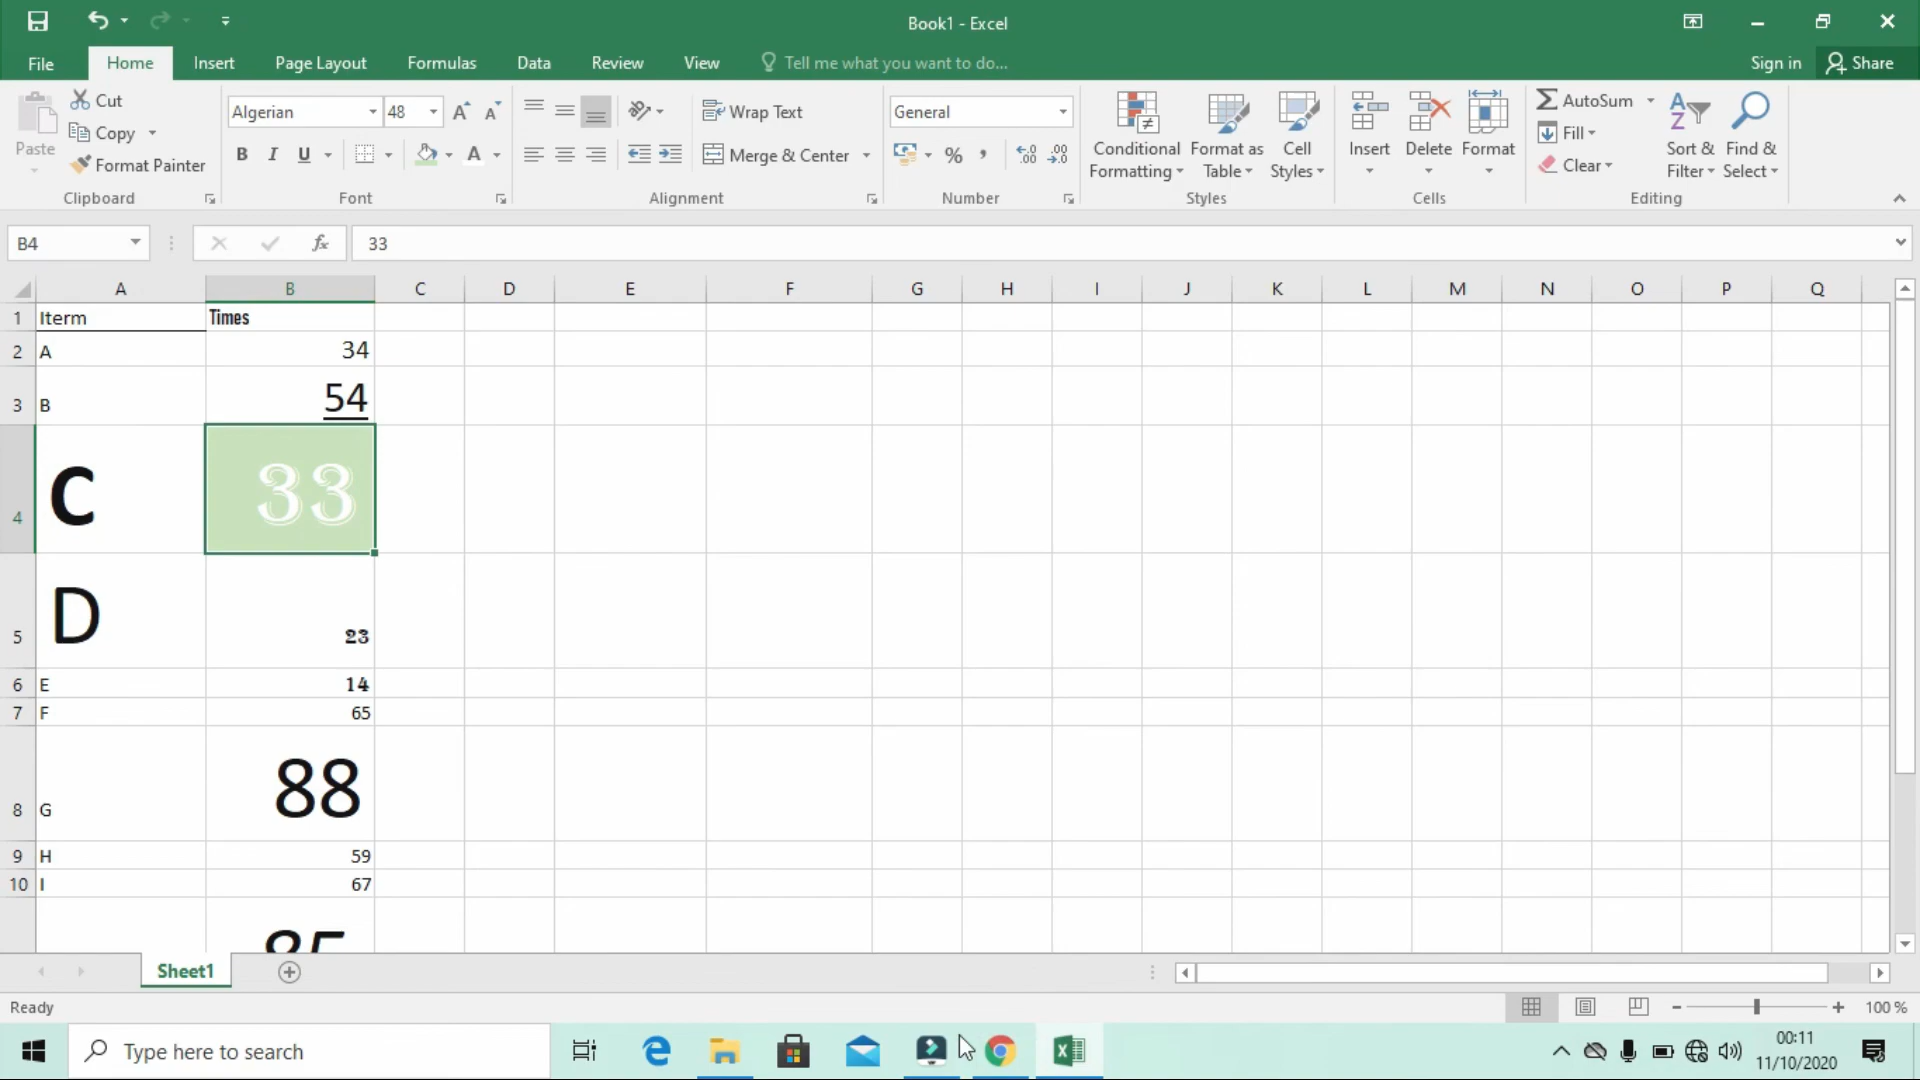 Book1 - Excel
File Home Insert Page Layout Formulas Data Review View Tell me what you want to do... Sign in Share
Cut
Copy
Format Painter
Paste
Clipboard
Algerian 48 A A
B I U A
Font
Wrap Text
Merge & Center
Alignment
General
% ,
.00 .0
Number
Conditional Formatting
Format as Table
Cell Styles
Styles
Insert Delete Format
Cells
AutoSum
Fill
Clear
Sort & Filter
Find & Select
Editing
B4 fx 33
A B C D E F G H I J K L M N O P Q
1 Iterm Times
2 A 34
3 B 54
4 C 33
5 D 23
6 E 14
7 F 65
8 G 88
9 H 59
10 I 67
Sheet1
Ready 100 %
Type here to search
00:11
11/10/2020